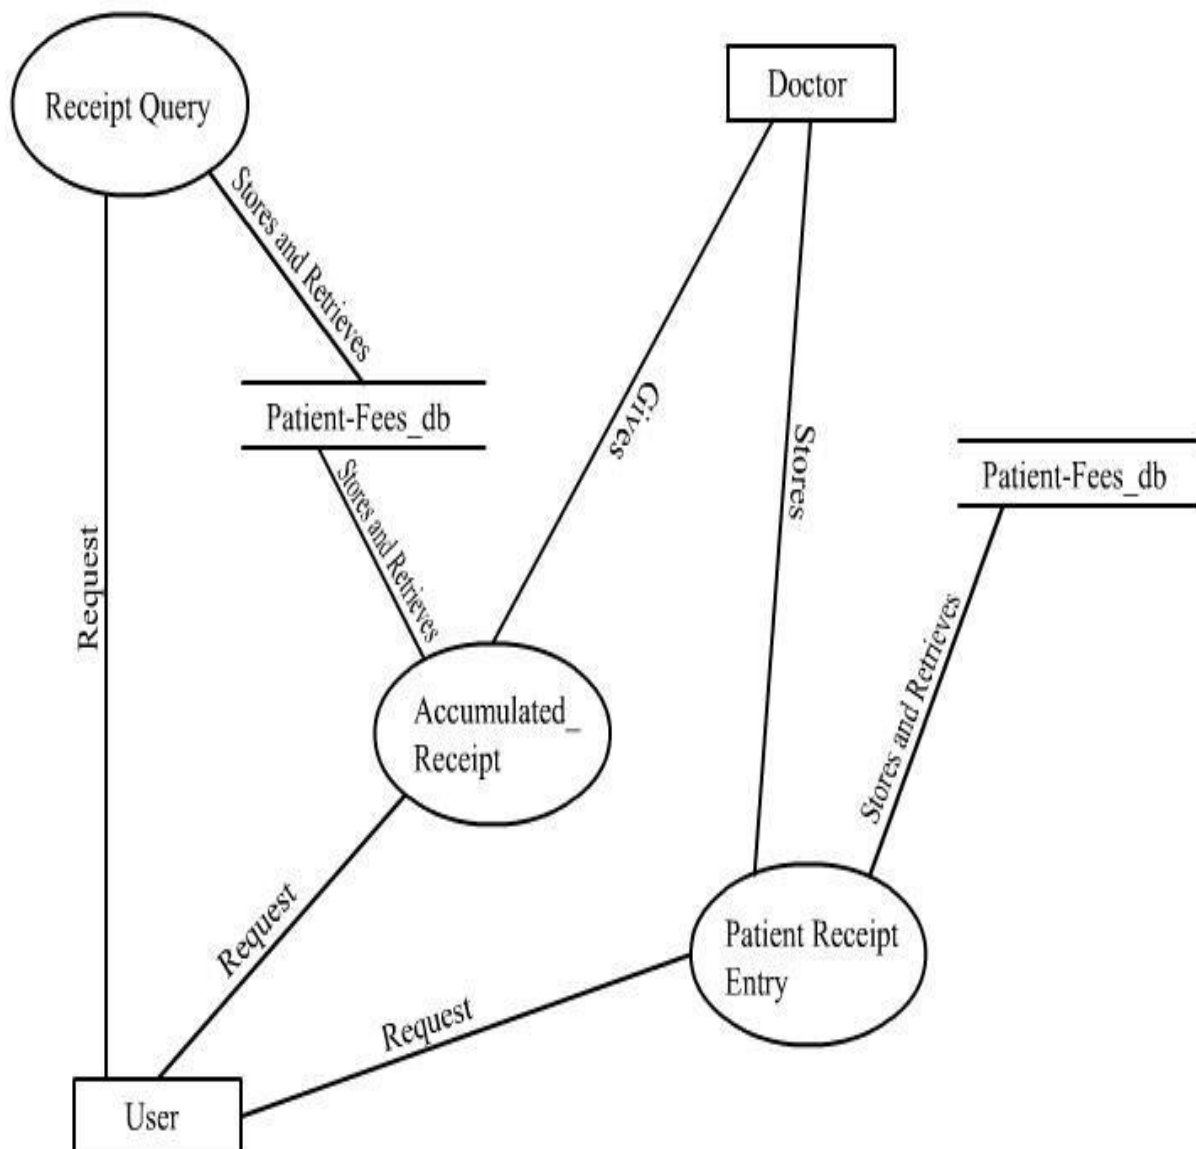 Receipt Query
Doctor
Stores and Retrieves
Patient-Fees_db
Gives
Stores
Patient-Fees_db
Stores and Retrieves
Request
Stores and Retrieves
Accumulated_
Receipt
Request
Patient Receipt
Entry
Request
User